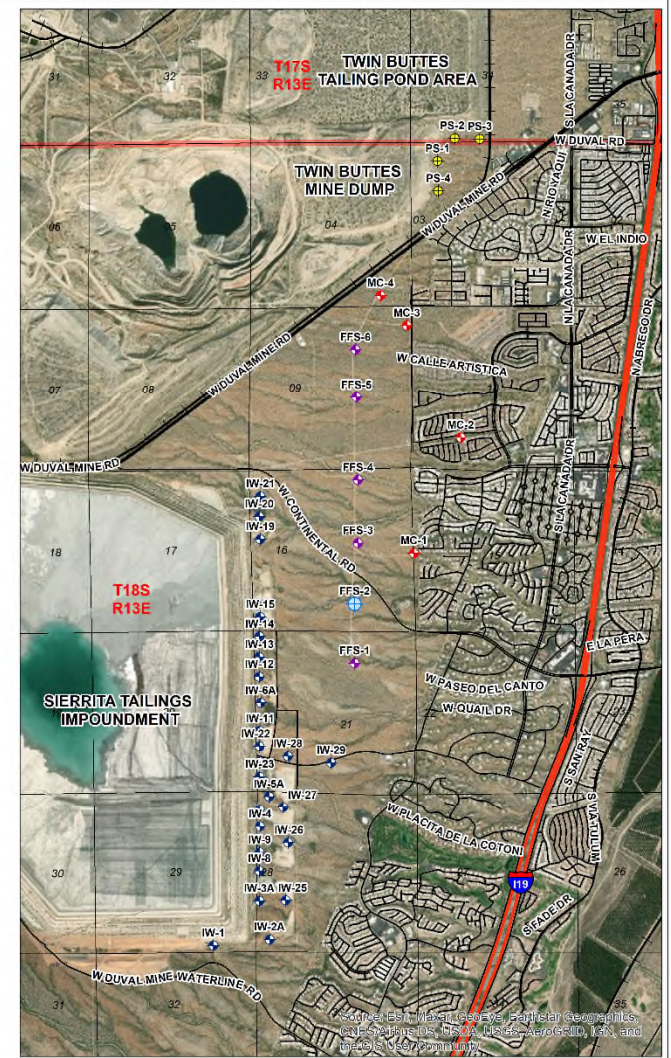 31
32
33
T17S
R13E
TWIN BUTTES
TAILING POND AREA
34
35
S LA CANADA DR
PS-2 PS-3
W DUVAL RD
PS-1
TWIN BUTTES
MINE DUMP
PS-4
N RIO YAQUI
W DUVAL MINE RD
05
04
03
W EL INDIO
N LA CANADA DR
MC-4
MC-3
N ABREGO DR
FFS-6
W CALLE ARTISTICA
W DUVAL MINE RD
07
08
09
FFS-5
MC-2
W DUVAL MINE RD
FFS-4
S LA CANADA DR
IW-21
IW-20
W CONTINENTAL RD
IW-19
FFS-3
MC-1
18
17
16
T18S
R13E
FFS-2
IW-15
IW-14
E LA PERA
IW-13
FFS-1
IW-12
W PASEO DEL CANTO
SIERRITA TAILINGS
IMPOUNDMENT
IW-6A
W QUAIL DR
IW-11
21
IW-22
IW-28
IW-29
S SAN RAY
IW-23
IW-5A
IW-27
S VIA TULUM
IW-4
W PLACITA DE LA COTONI
IW-26
IW-9
IW-8
30
29
28
27
26
I19
IW-3A
IW-25
S FADE DR
IW-1
IW-2A
W DUVAL MINE WATERLINE RD
31
32
35
Source: Esri, Maxar, GeoEye, Earthstar Geographics,
CNES/Airbus DS, USDA, USGS, AeroGRID, IGN, and
the GIS User Community